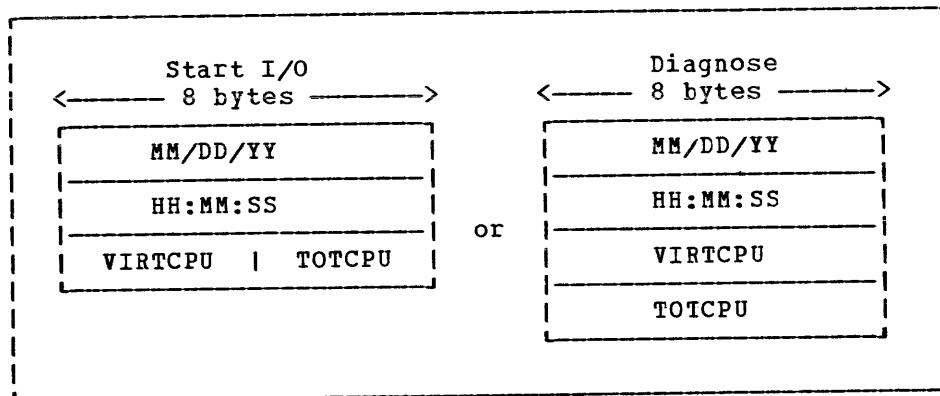 Start I/O
8 bytes
MM/DD/YY
HH:MM:SS
VIRTCPU | TOTCPU
or
Diagnose
8 bytes
MM/DD/YY
HH:MM:SS
VIRTCPU
TOTCPU